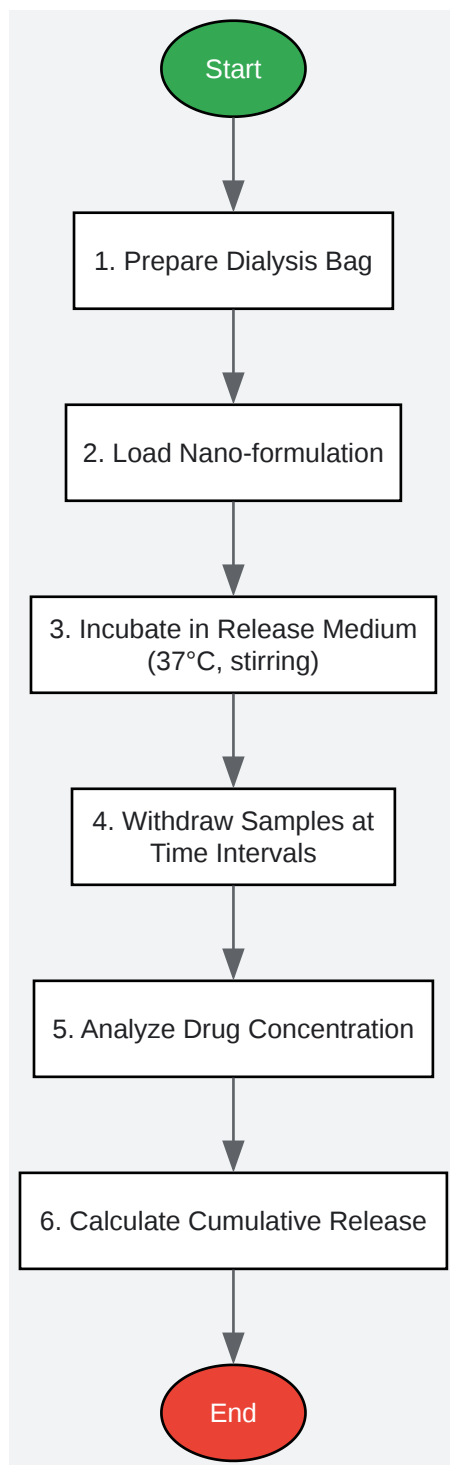 Start
1. Prepare Dialysis Bag
2. Load Nano-formulation
3. Incubate in Release Medium
(37°C, stirring)
4. Withdraw Samples at
Time Intervals
5. Analyze Drug Concentration
6. Calculate Cumulative Release
End